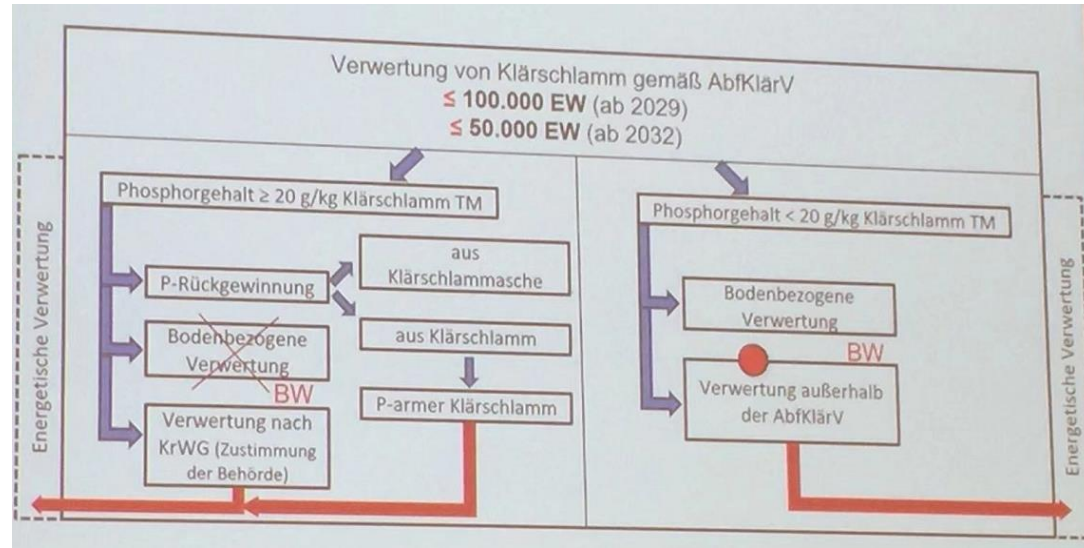 Verwertung von Klärschlamm gemäß AbfKlärV
≤ 100.000 EW (ab 2029)
≤ 50.000 EW (ab 2032)
Energetische Verwertung
Phosphorgehalt ≥ 20 g/kg Klärschlamm TM
P-Rückgewinnung
aus
Klärschlammasche
aus Klärschlamm
P-armer Klärschlamm
Bodenbezogene
Verwertung
BW
Verwertung nach
KrWG (Zustimmung
der Behörde)
Phosphorgehalt < 20 g/kg Klärschlamm TM
Bodenbezogene
Verwertung
BW
Verwertung außerhalb
der AbfKlärV
Energetische Verwertung